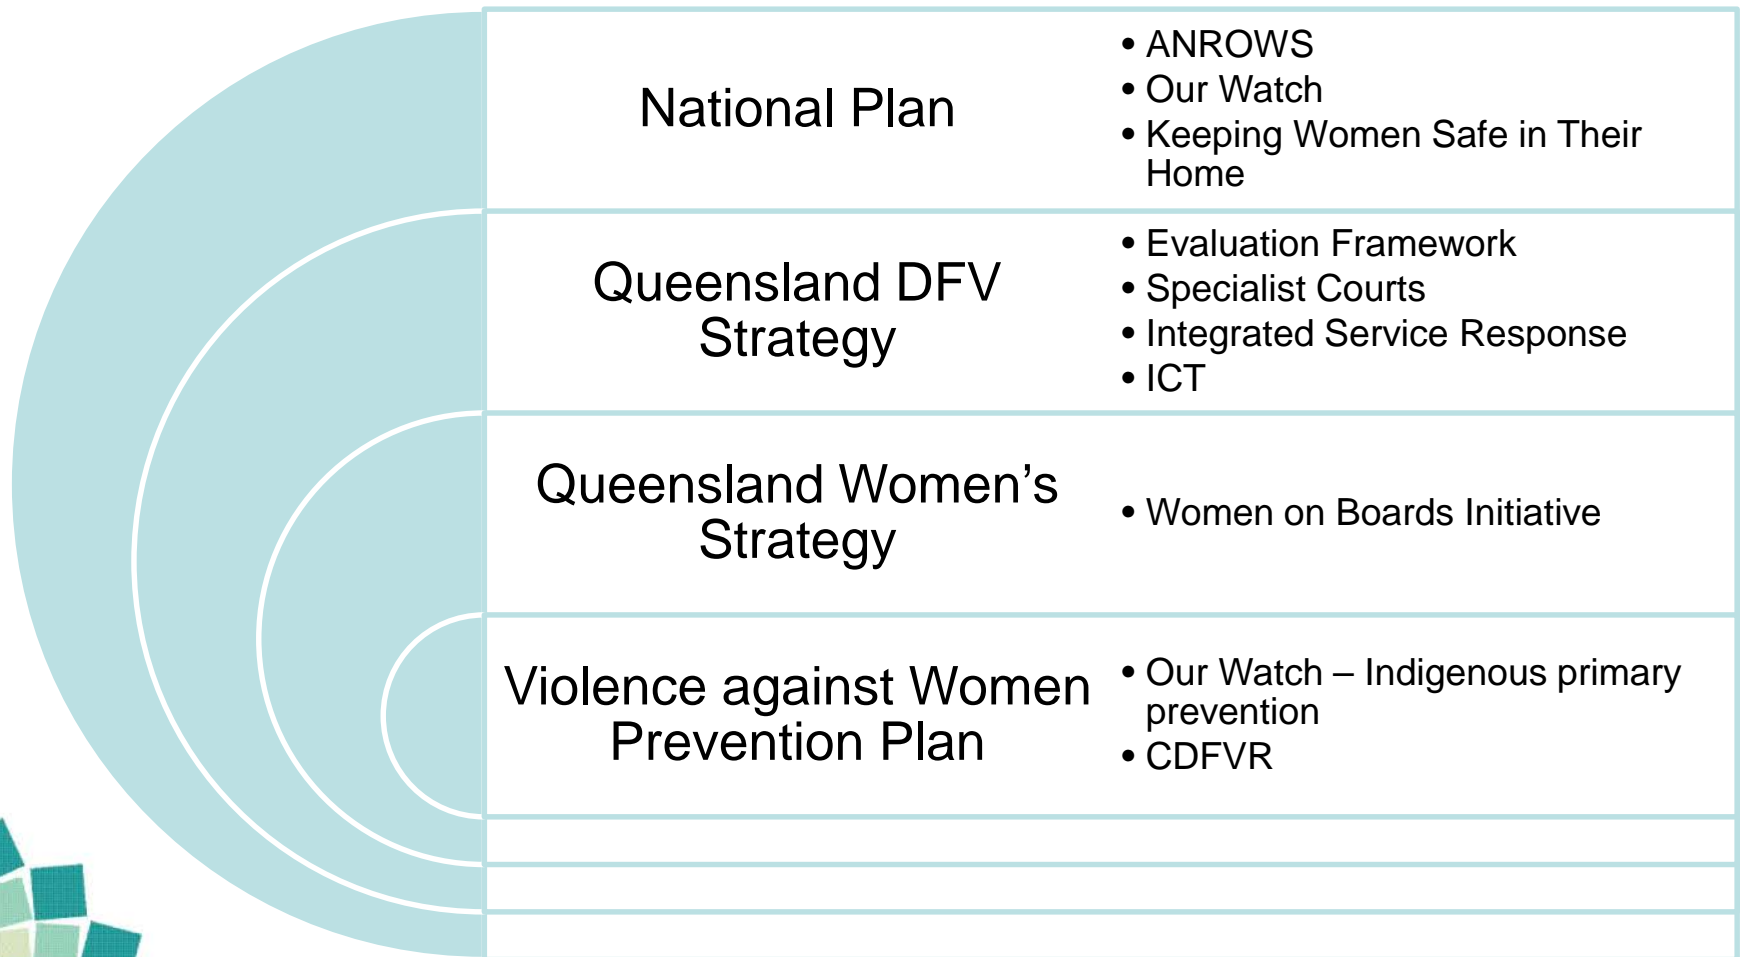 National Plan
• ANROWS
• Our Watch
• Keeping Women Safe in Their
Home
Queensland DFV
Strategy
• Evaluation Framework
• Specialist Courts
• Integrated Service Response
• ICT
Queensland Women’s
Strategy
• Women on Boards Initiative
Violence against Women
Prevention Plan
• Our Watch – Indigenous primary
prevention
• CDFVR